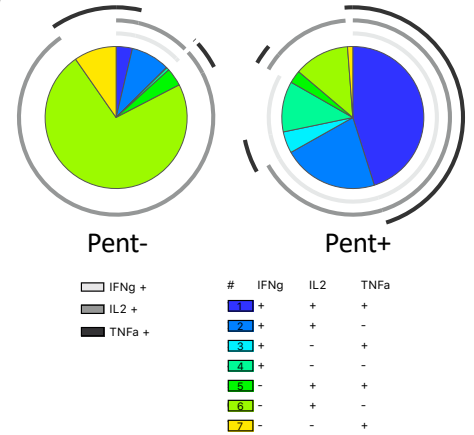 Pent- Pent+
IFNg +
IL2 +
TNFa +
# IFNg IL2 TNFa
1 + + +
2 + + -
3 + - +
4 + - -
5 - + +
6 - + -
7 - - +